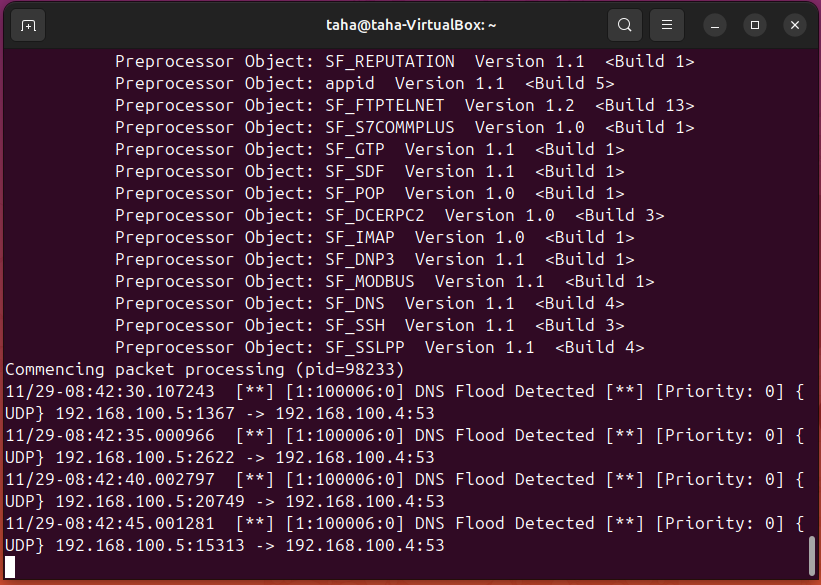 taha@taha-VirtualBox: ~
Preprocessor Object: SF_REPUTATION  Version 1.1  <Build 1>
Preprocessor Object: appid  Version 1.1  <Build 5>
Preprocessor Object: SF_FTPTELNET  Version 1.2  <Build 13>
Preprocessor Object: SF_S7COMMPLUS  Version 1.0  <Build 1>
Preprocessor Object: SF_GTP  Version 1.1  <Build 1>
Preprocessor Object: SF_SDF  Version 1.1  <Build 1>
Preprocessor Object: SF_POP  Version 1.0  <Build 1>
Preprocessor Object: SF_DCERPC2  Version 1.0  <Build 3>
Preprocessor Object: SF_IMAP  Version 1.0  <Build 1>
Preprocessor Object: SF_DNP3  Version 1.1  <Build 1>
Preprocessor Object: SF_MODBUS  Version 1.1  <Build 1>
Preprocessor Object: SF_DNS  Version 1.1  <Build 4>
Preprocessor Object: SF_SSH  Version 1.1  <Build 3>
Preprocessor Object: SF_SSLPP  Version 1.1  <Build 4>
Commencing packet processing (pid=98233)
11/29-08:42:30.107243  [**] [1:100006:0] DNS Flood Detected [**] [Priority: 0] {
UDP} 192.168.100.5:1367 -> 192.168.100.4:53
11/29-08:42:35.000966  [**] [1:100006:0] DNS Flood Detected [**] [Priority: 0] {
UDP} 192.168.100.5:2622 -> 192.168.100.4:53
11/29-08:42:40.002797  [**] [1:100006:0] DNS Flood Detected [**] [Priority: 0] {
UDP} 192.168.100.5:20749 -> 192.168.100.4:53
11/29-08:42:45.001281  [**] [1:100006:0] DNS Flood Detected [**] [Priority: 0] {
UDP} 192.168.100.5:15313 -> 192.168.100.4:53